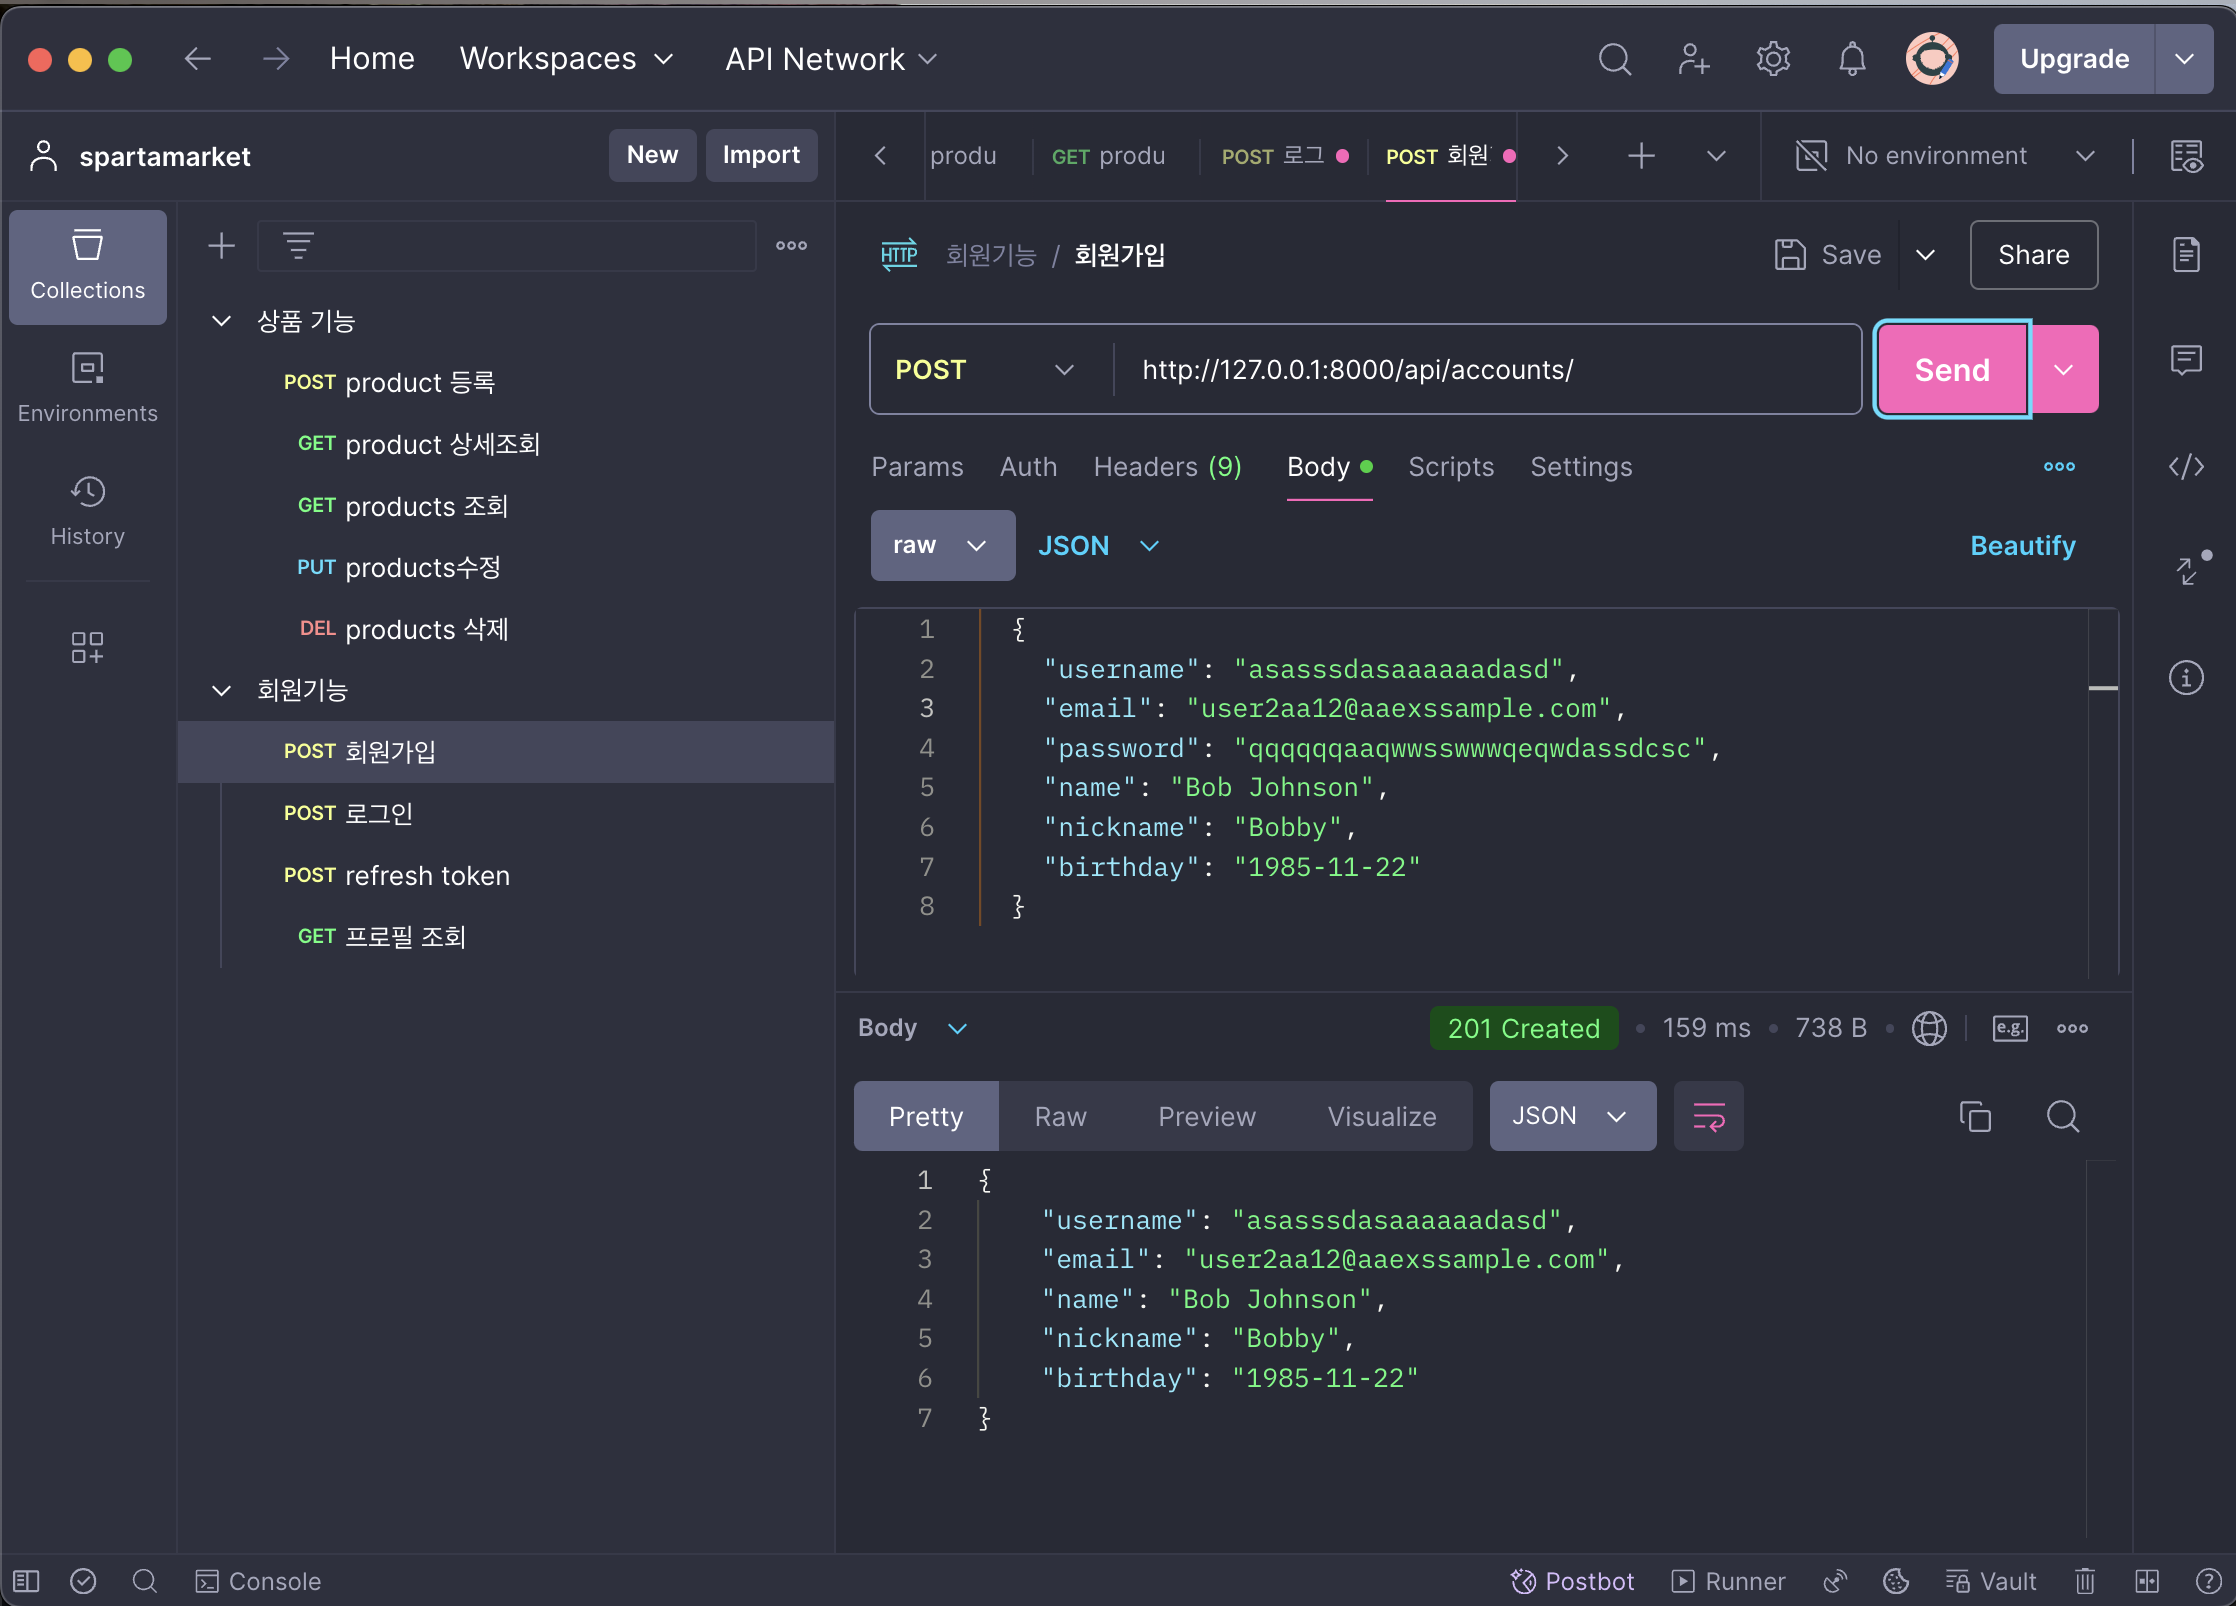 Home Workspaces API Network Upgrade
spartamarket New Import
produ GET produ POST 로그 POST 회원 No environment
Collections
Environments
History
상품 기능
POST product 등록
GET product 상세조회
GET products 조회
PUT products수정
DEL products 삭제
회원기능
POST 회원가입
POST 로그인
POST refresh token
GET 프로필 조회
HTTP 회원기능 / 회원가입 Save Share
POST http://127.0.0.1:8000/api/accounts/ Send
Params Auth Headers (9) Body Scripts Settings
raw JSON Beautify
1 {
2 "username": "asasssdasaaaaaadasd",
3 "email": "user2aa12@aaexssample.com",
4 "password": "qqqqqqaaqwwsswwwqeqwdassdcsc",
5 "name": "Bob Johnson",
6 "nickname": "Bobby",
7 "birthday": "1985-11-22"
8 }
Body 201 Created 159 ms 738 B e.g.
Pretty Raw Preview Visualize JSON
1 {
2 "username": "asasssdasaaaaaadasd",
3 "email": "user2aa12@aaexssample.com",
4 "name": "Bob Johnson",
5 "nickname": "Bobby",
6 "birthday": "1985-11-22"
7 }
Console Postbot Runner Vault